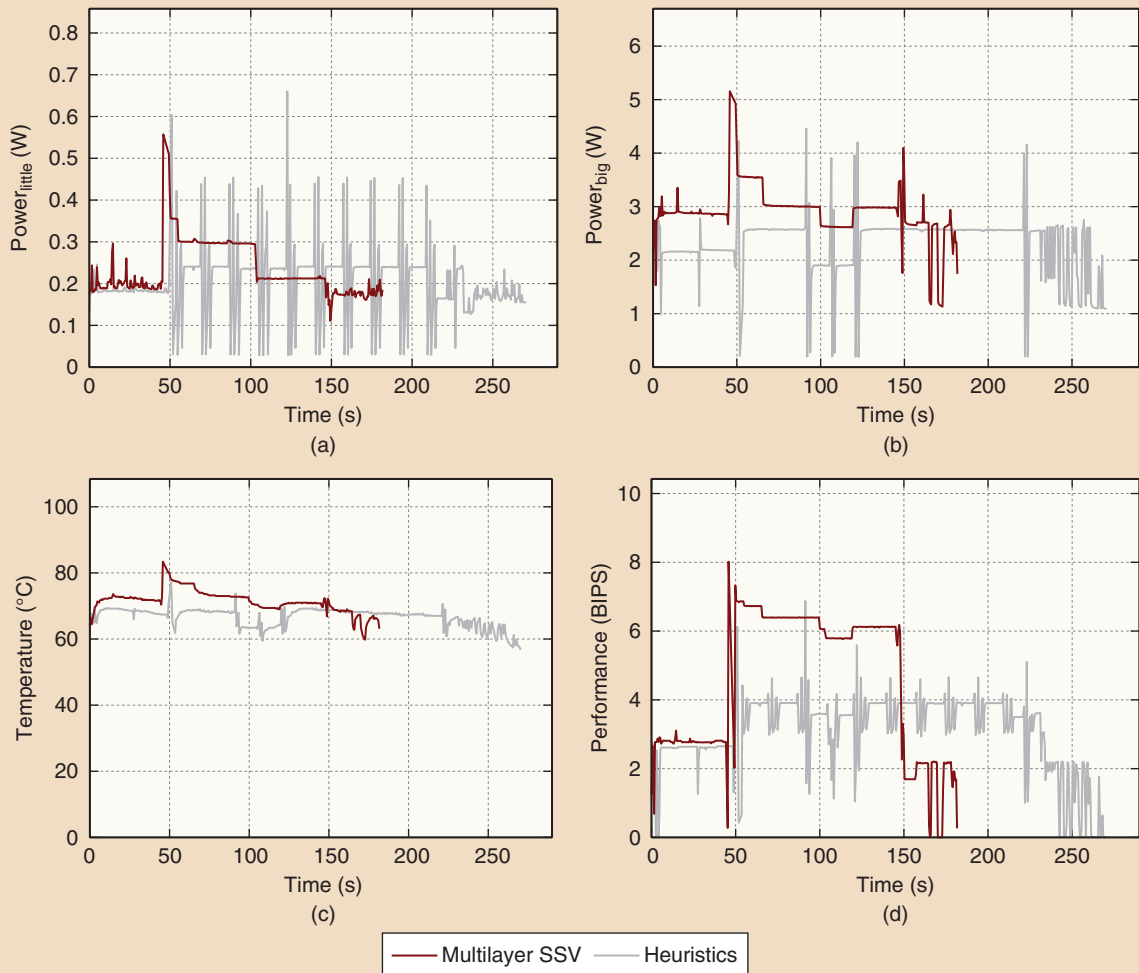 Power_little (W)
0.8
0.7
0.6
0.5
0.4
0.3
0.2
0.1
0
0 50 100 150 200 250
Time (s)
(a)
Power_big (W)
6
5
4
3
2
1
0
0 50 100 150 200 250
Time (s)
(b)
Temperature (°C)
100
80
60
40
20
0
0 50 100 150 200 250
Time (s)
(c)
Performance (BIPS)
10
8
6
4
2
0
0 50 100 150 200 250
Time (s)
(d)
Multilayer SSV Heuristics